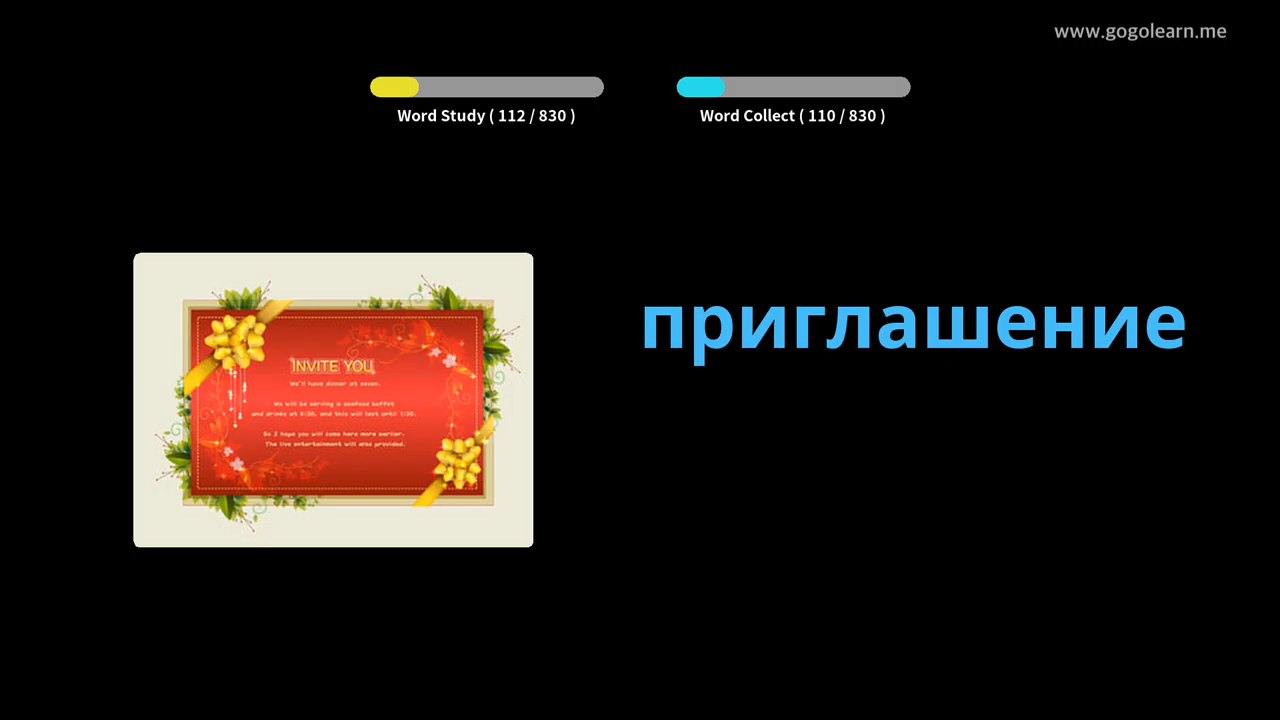 www.gogolearn.me
Word Study ( 112 / 830 )
Word Collect ( 110 / 830 )
приглашение
INVITE YOU
We'll have dinner at seven.
We will be serving a seafood buffet
and drinks at 6:30, and this will last until 7:30.
So I hope you will come here more earlier.
The live entertainment will also provided.